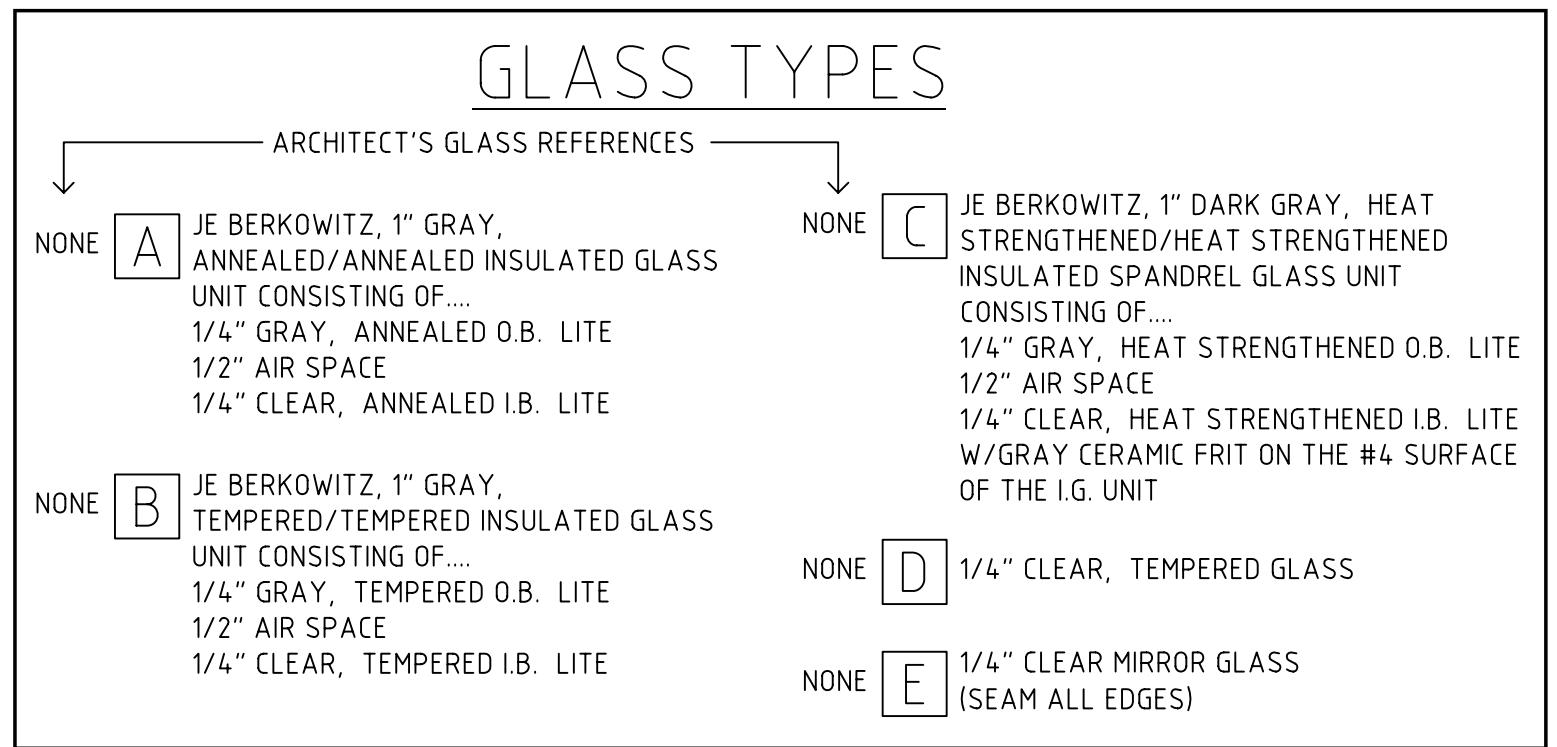 GLASS TYPES
ARCHITECT'S GLASS REFERENCES
NONE A JE BERKOWITZ, 1" GRAY,
ANNEALED/ANNEALED INSULATED GLASS
UNIT CONSISTING OF....
1/4" GRAY, ANNEALED O.B. LITE
1/2" AIR SPACE
1/4" CLEAR, ANNEALED I.B. LITE
NONE B JE BERKOWITZ, 1" GRAY,
TEMPERED/TEMPERED INSULATED GLASS
UNIT CONSISTING OF....
1/4" GRAY, TEMPERED O.B. LITE
1/2" AIR SPACE
1/4" CLEAR, TEMPERED I.B. LITE
NONE C JE BERKOWITZ, 1" DARK GRAY, HEAT
STRENGTHENED/HEAT STRENGTHENED
INSULATED SPANDREL GLASS UNIT
CONSISTING OF....
1/4" GRAY, HEAT STRENGTHENED O.B. LITE
1/2" AIR SPACE
1/4" CLEAR, HEAT STRENGTHENED I.B. LITE
W/GRAY CERAMIC FRIT ON THE #4 SURFACE
OF THE I.G. UNIT
NONE D 1/4" CLEAR, TEMPERED GLASS
NONE E 1/4" CLEAR MIRROR GLASS
(SEAM ALL EDGES)